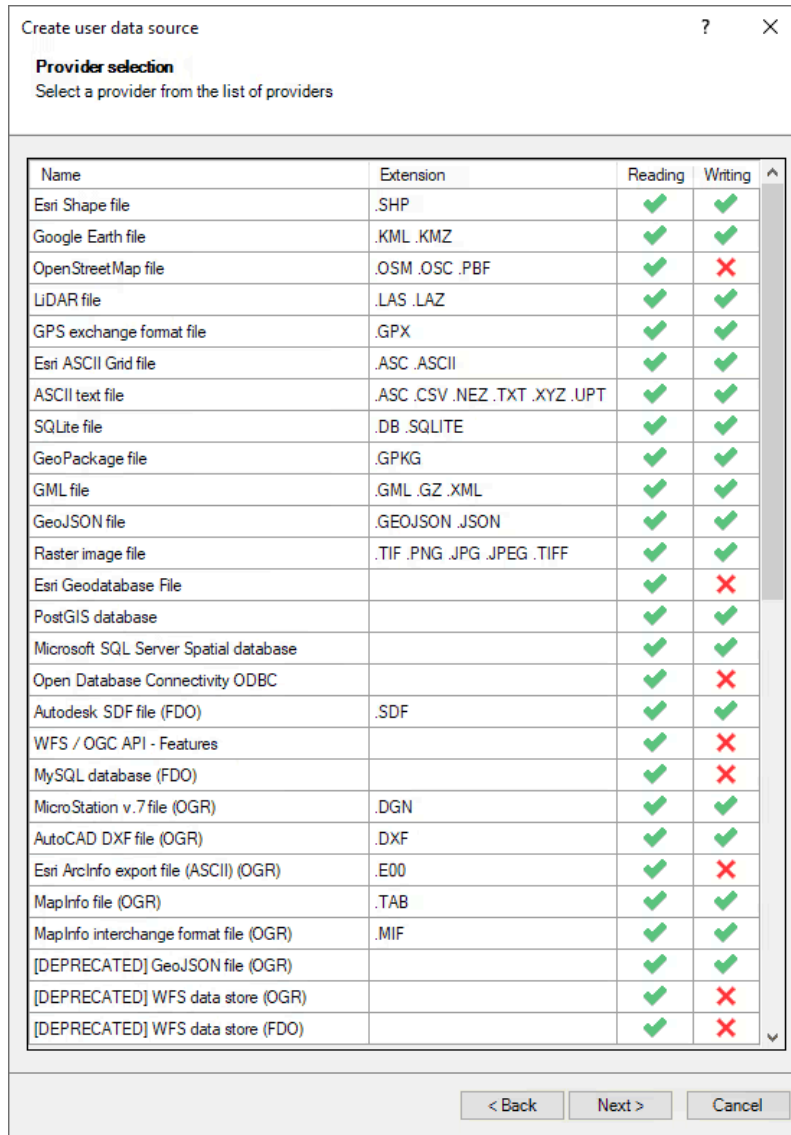 Create user data source
Provider selection
Select a provider from the list of providers
Name Extension Reading Writing
Esri Shape file .SHP
Google Earth file .KML .KMZ
OpenStreetMap file .OSM .OSC .PBF
LiDAR file .LAS .LAZ
GPS exchange format file .GPX
Esri ASCII Grid file .ASC .ASCII
ASCII text file .ASC .CSV .NEZ .TXT .XYZ .UPT
SQLite file .DB .SQLITE
GeoPackage file .GPKG
GML file .GML .GZ .XML
GeoJSON file .GEOJSON .JSON
Raster image file .TIF .PNG .JPG .JPEG .TIFF
Esri Geodatabase File
PostGIS database
Microsoft SQL Server Spatial database
Open Database Connectivity ODBC
Autodesk SDF file (FDO) .SDF
WFS / OGC API - Features
MySQL database (FDO)
MicroStation v.7 file (OGR) .DGN
AutoCAD DXF file (OGR) .DXF
Esri ArcInfo export file (ASCII) (OGR) .E00
MapInfo file (OGR) .TAB
MapInfo interchange format file (OGR) .MIF
[DEPRECATED] GeoJSON file (OGR)
[DEPRECATED] WFS data store (OGR)
[DEPRECATED] WFS data store (FDO)
< Back Next > Cancel